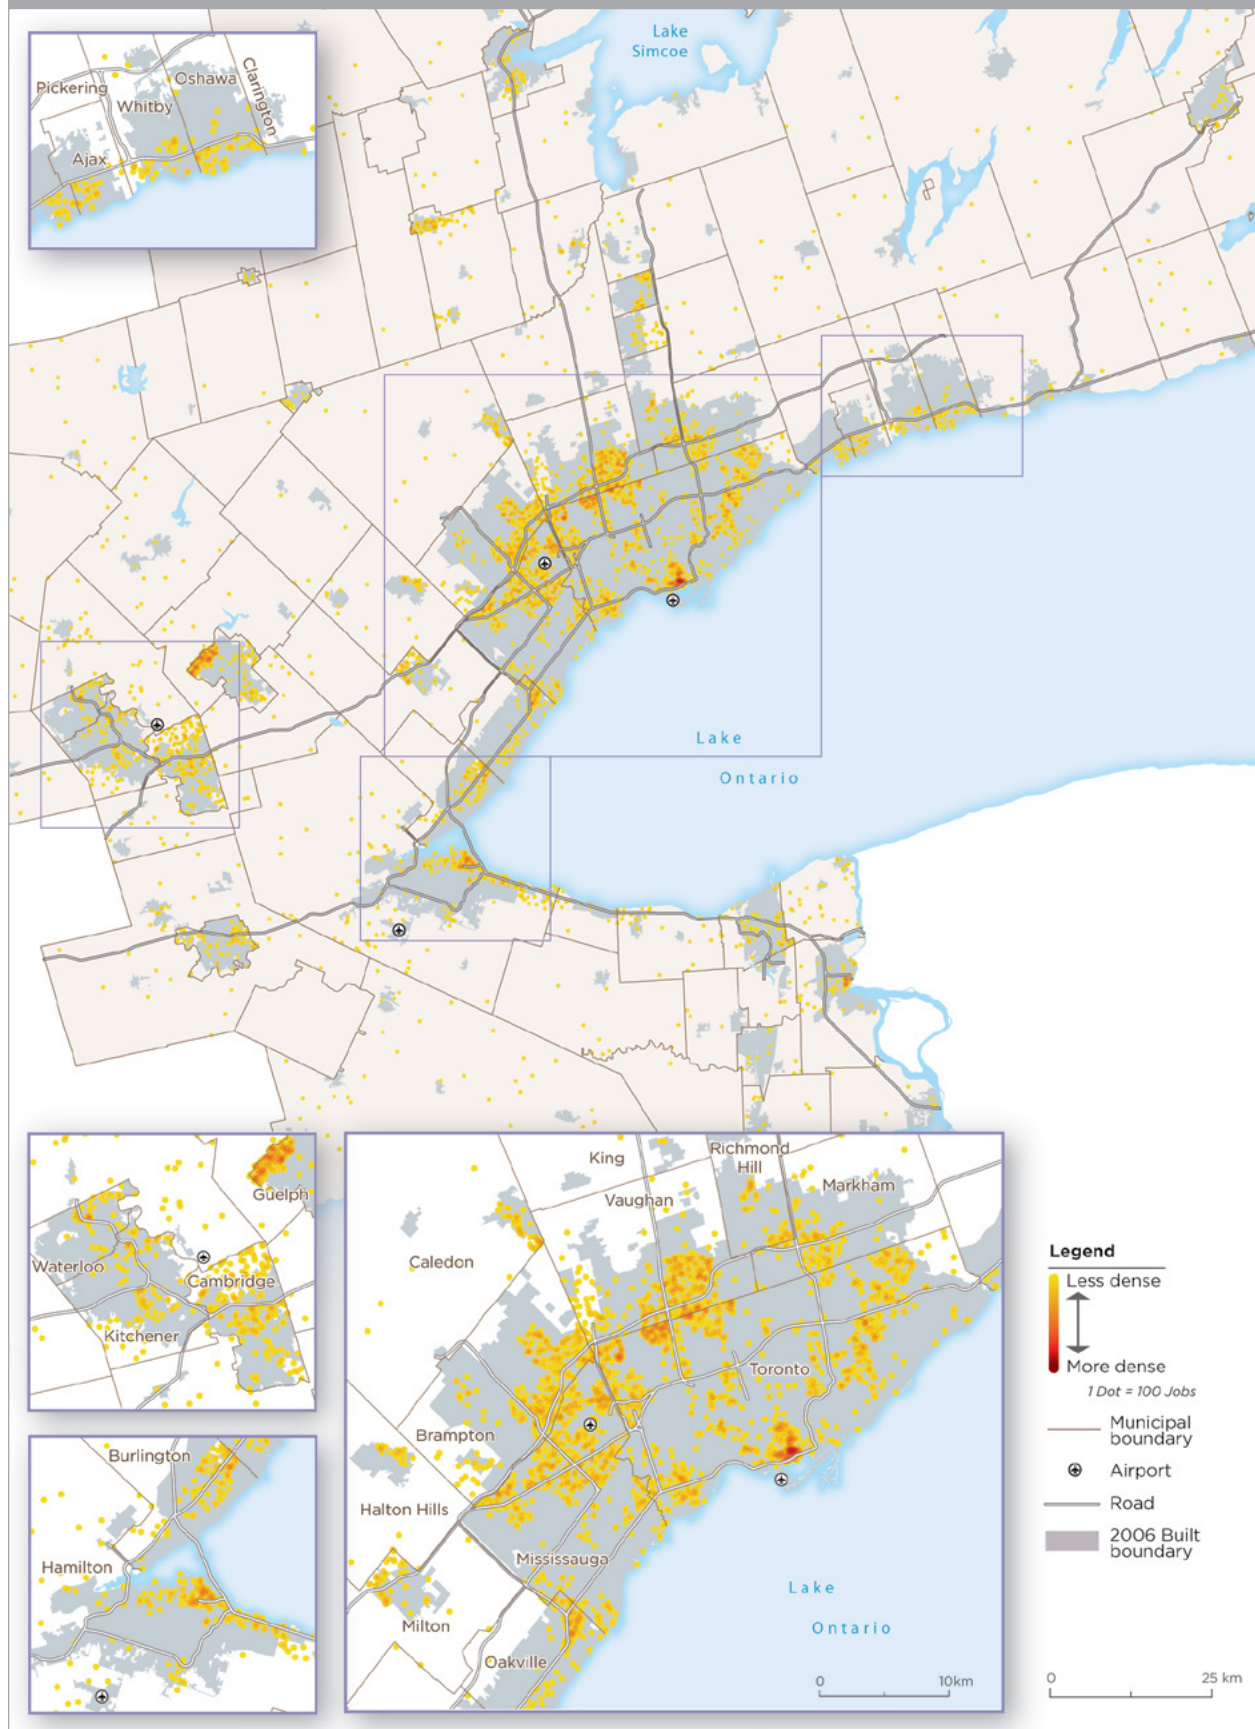 Lake
Simcoe
Pickering
Oshawa
Clarington
Whitby
Ajax
Lake
Ontario
Guelph
Waterloo
Cambridge
Kitchener
Burlington
Hamilton
King
Richmond
Hill
Vaughan
Markham
Caledon
Toronto
Brampton
Halton Hills
Mississauga
Milton
Oakville
Lake
Ontario
0 10km
Legend
Less dense
More dense
1 Dot = 100 Jobs
Municipal
boundary
Airport
Road
2006 Built
boundary
0 25 km